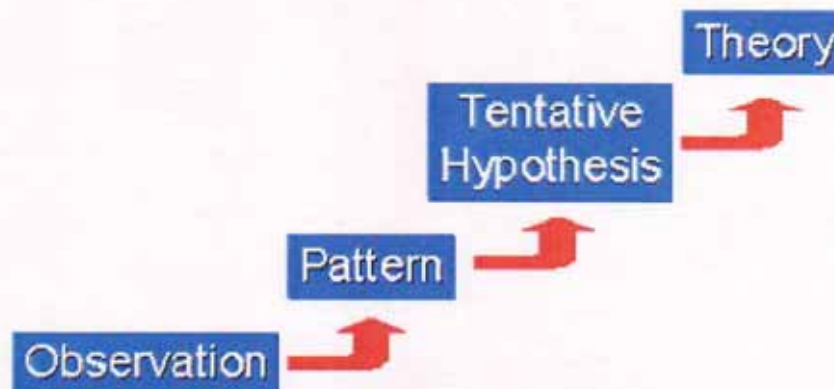 Theory
Tentative
Hypothesis
Pattern
Observation